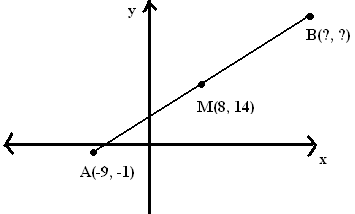 y
B(?, ?)
M(8, 14)
x
A(-9, -1)